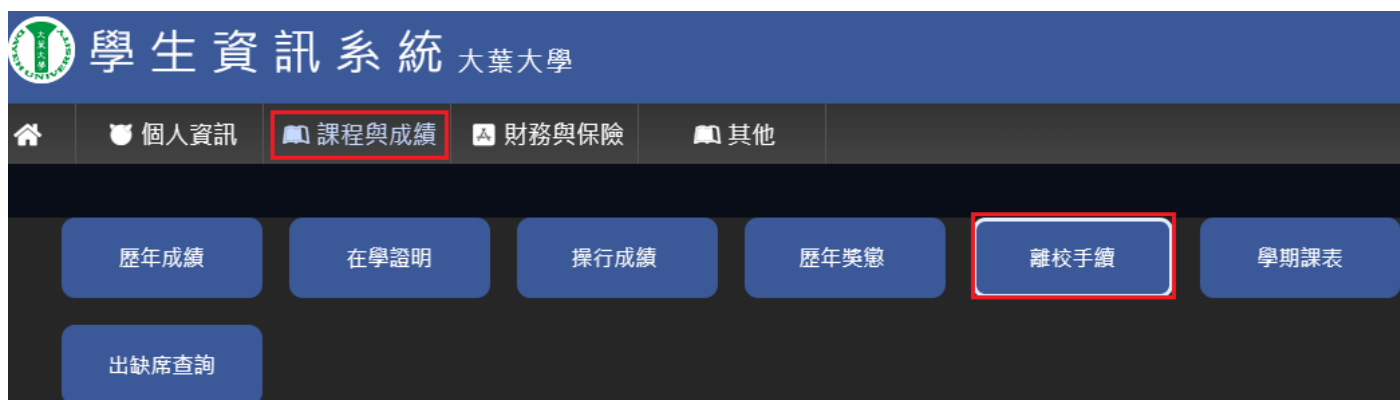 學生資訊系統 大葉大學
個人資訊 課程與成績 財務與保險 其他
歷年成績 在學證明 操行成績 歷年獎懲 離校手續 學期課表
出缺席查詢